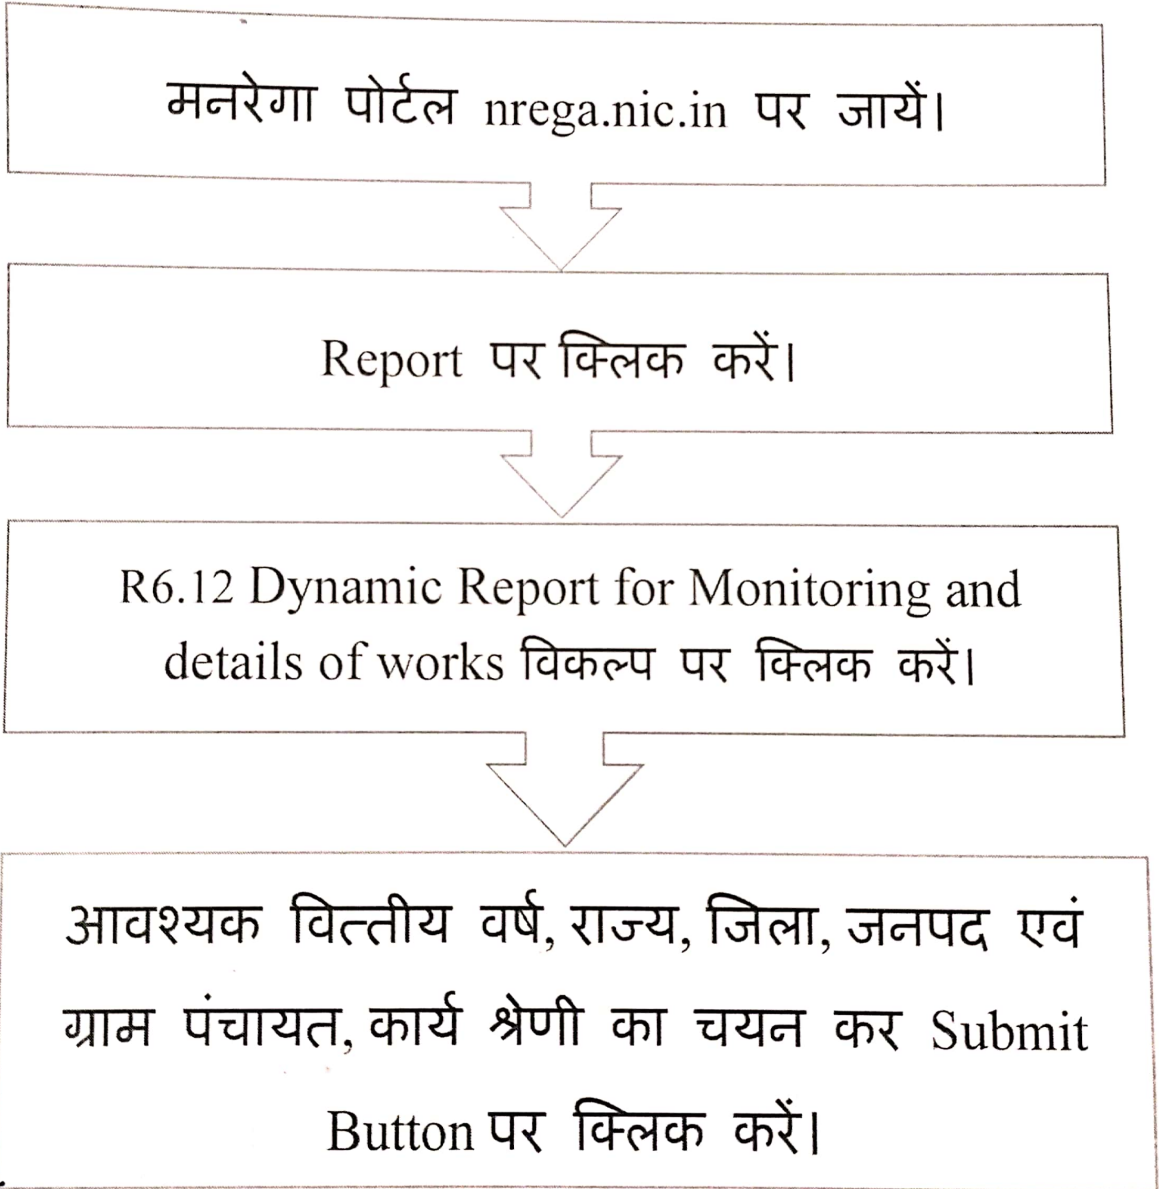 मनरेगा पोर्टल nrega.nic.in पर जायें।
Report पर क्लिक करें।
R6.12 Dynamic Report for Monitoring and
details of works विकल्प पर क्लिक करें।
आवश्यक वित्तीय वर्ष, राज्य, जिला, जनपद एवं
ग्राम पंचायत, कार्य श्रेणी का चयन कर Submit
Button पर क्लिक करें।